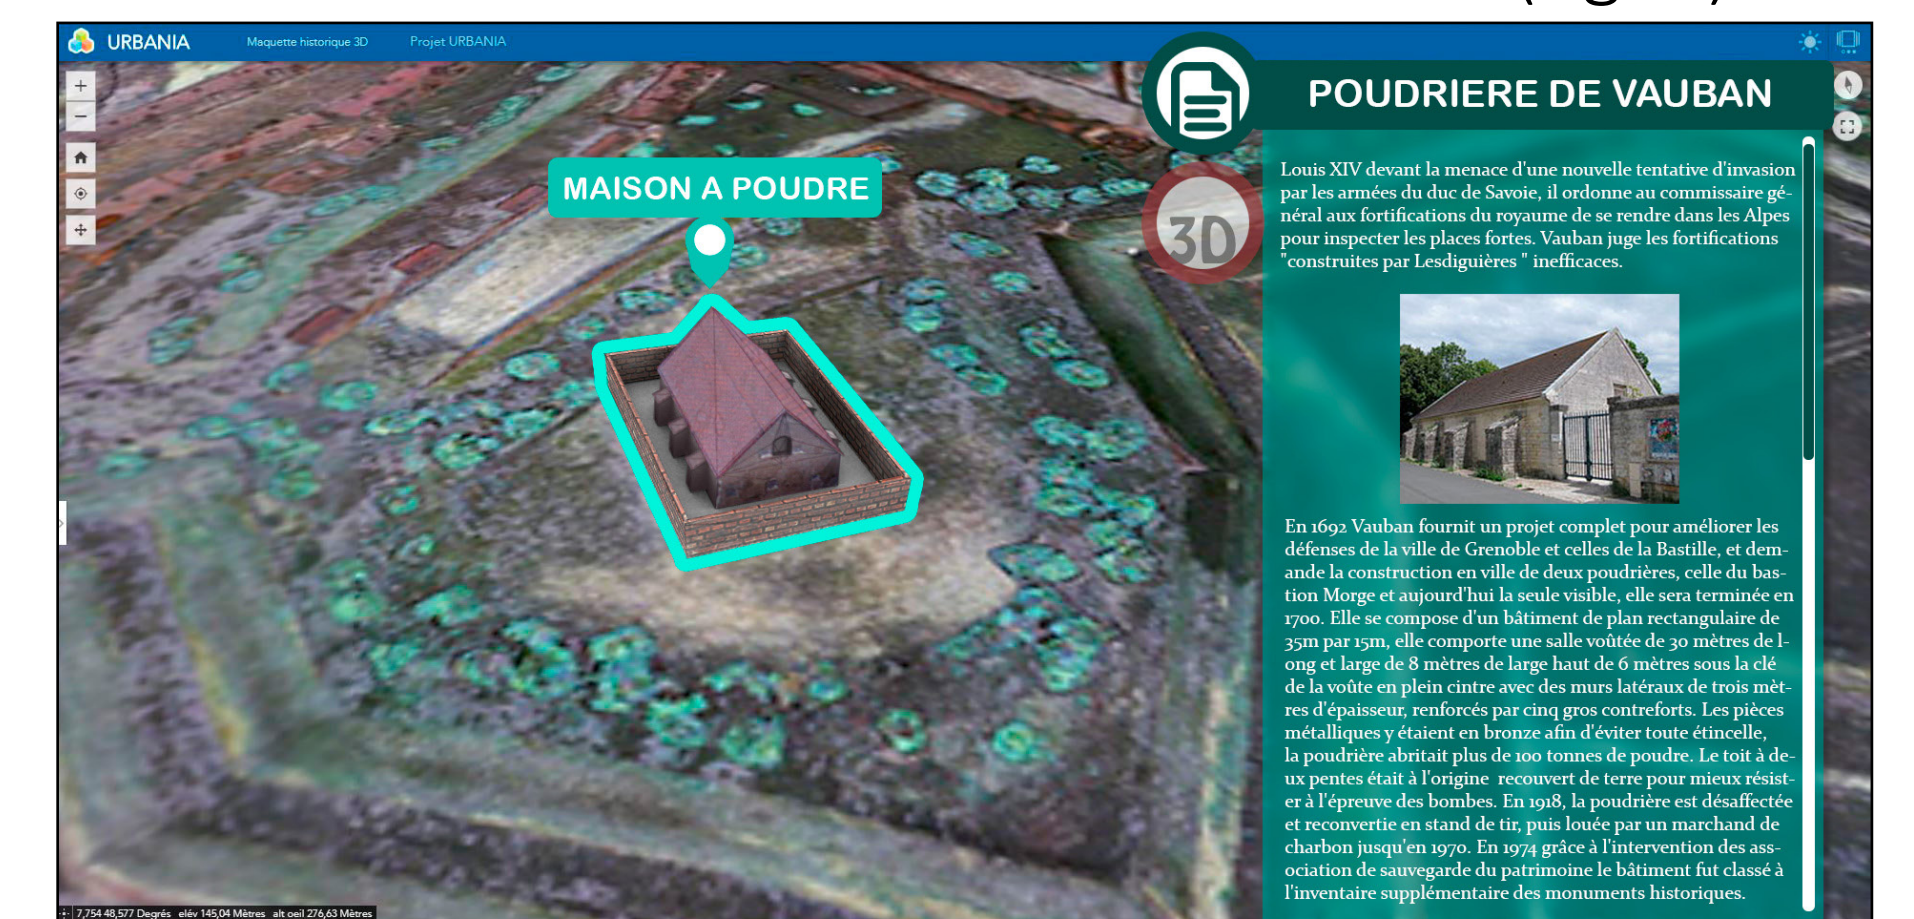 URBANIA
Maquette historique 3D
Projet URBANIA
POUDRIERE DE VAUBAN
MAISON A POUDRE
3D
Louis XIV devant la menace d'une nouvelle tentative d'invasion
par les armées du duc de Savoie, il ordonne au commissaire gé-
néral aux fortifications du royaume de se rendre dans les Alpes
pour inspecter les places fortes. Vauban juge les fortifications
"construites par Lesdiguières " inefficaces.
En 1692 Vauban fournit un projet complet pour améliorer les
défenses de la ville de Grenoble et celles de la Bastille, et dem-
ande la construction en ville de deux poudrières, celle du bas-
tion Morge et aujourd'hui la seule visible, elle sera terminée en
1700. Elle se compose d'un bâtiment de plan rectangulaire de
35m par 15m, elle comporte une salle voûtée de 30 mètres de l-
ong et large de 8 mètres de large haut de 6 mètres sous la clé
de la voûte en plein cintre avec des murs latéraux de trois mèt-
res d'épaisseur, renforcés par cinq gros contreforts. Les pièces
métalliques y étaient en bronze afin d'éviter toute étincelle,
la poudrière abritait plus de 100 tonnes de poudre. Le toit à de-
ux pentes était à l'origine recouvert de terre pour mieux résist-
er à l'épreuve des bombes. En 1918, la poudrière est désaffectée
et reconvertie en stand de tir, puis louée par un marchand de
charbon jusqu'en 1970. En 1974 grâce à l'intervention des ass-
ociation de sauvegarde du patrimoine le bâtiment fut classé à
l'inventaire supplémentaire des monuments historiques.
7,754 48,577 Degrés elév 145,04 Mètres alt oeil 276,63 Mètres